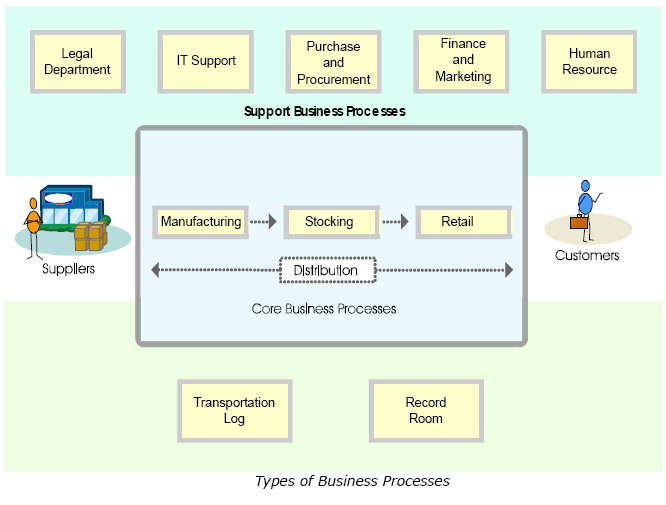 Legal
Department
IT Support
Purchase
and
Procurement
Finance
and
Marketing
Human
Resource
Support Business Processes
Manufacturing
Stocking
Retail
Suppliers
Customers
Distribution
Core Business Processes
Transportation
Log
Record
Room
Types of Business Processes